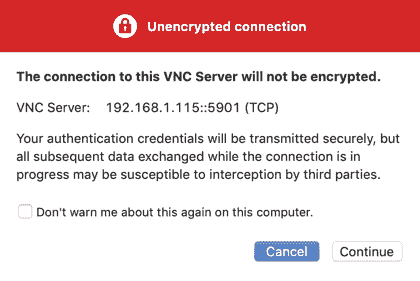 Unencrypted connection
The connection to this VNC Server will not be encrypted.
VNC Server: 192.168.1.115::5901 (TCP)
Your authentication credentials will be transmitted securely, but
all subsequent data exchanged while the connection is in
progress may be susceptible to interception by third parties.
Don't warn me about this again on this computer.
Cancel Continue